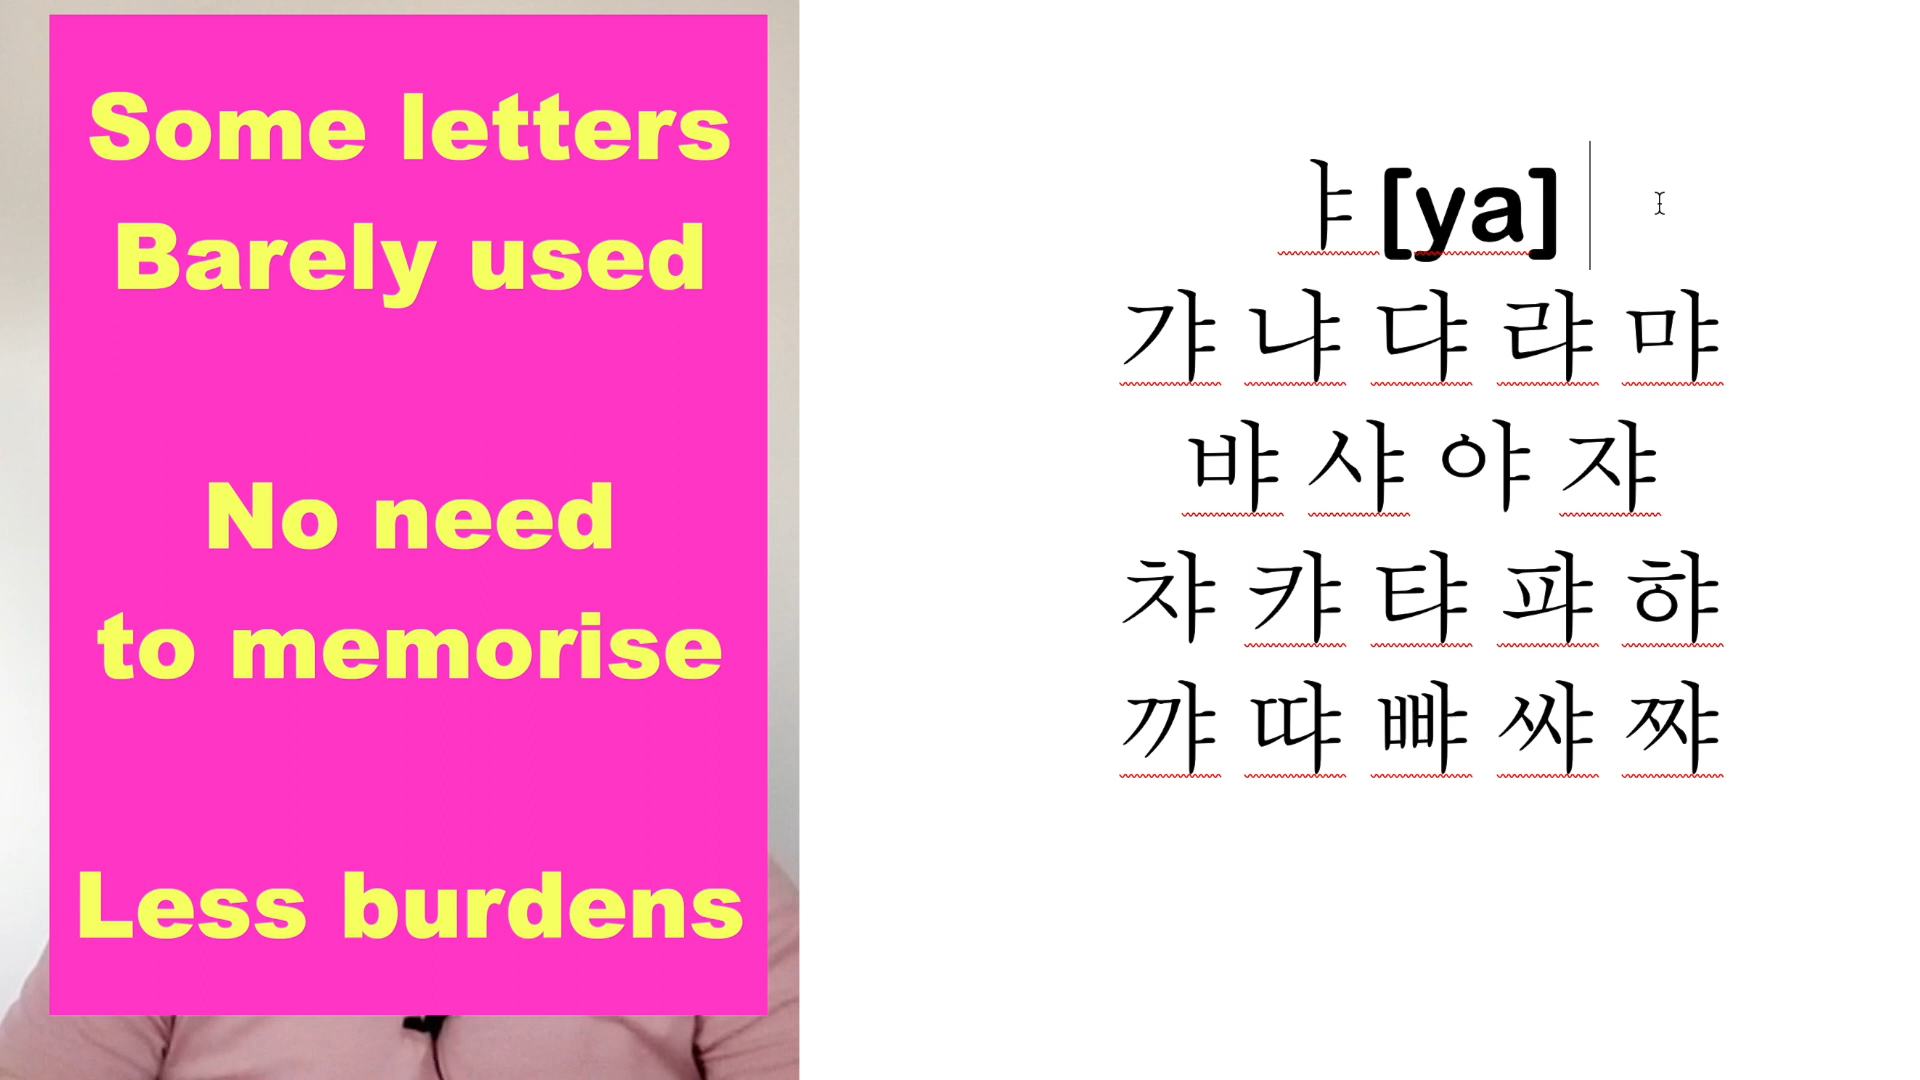 Some letters
Barely used
No need
to memorise
Less burdens
ㅑ [ya]
갸 냐 댜 랴 먀
뱌 샤 야 쟈
챠 캬 탸 퍄 햐
꺄 땨 뺘 쌰 쨔